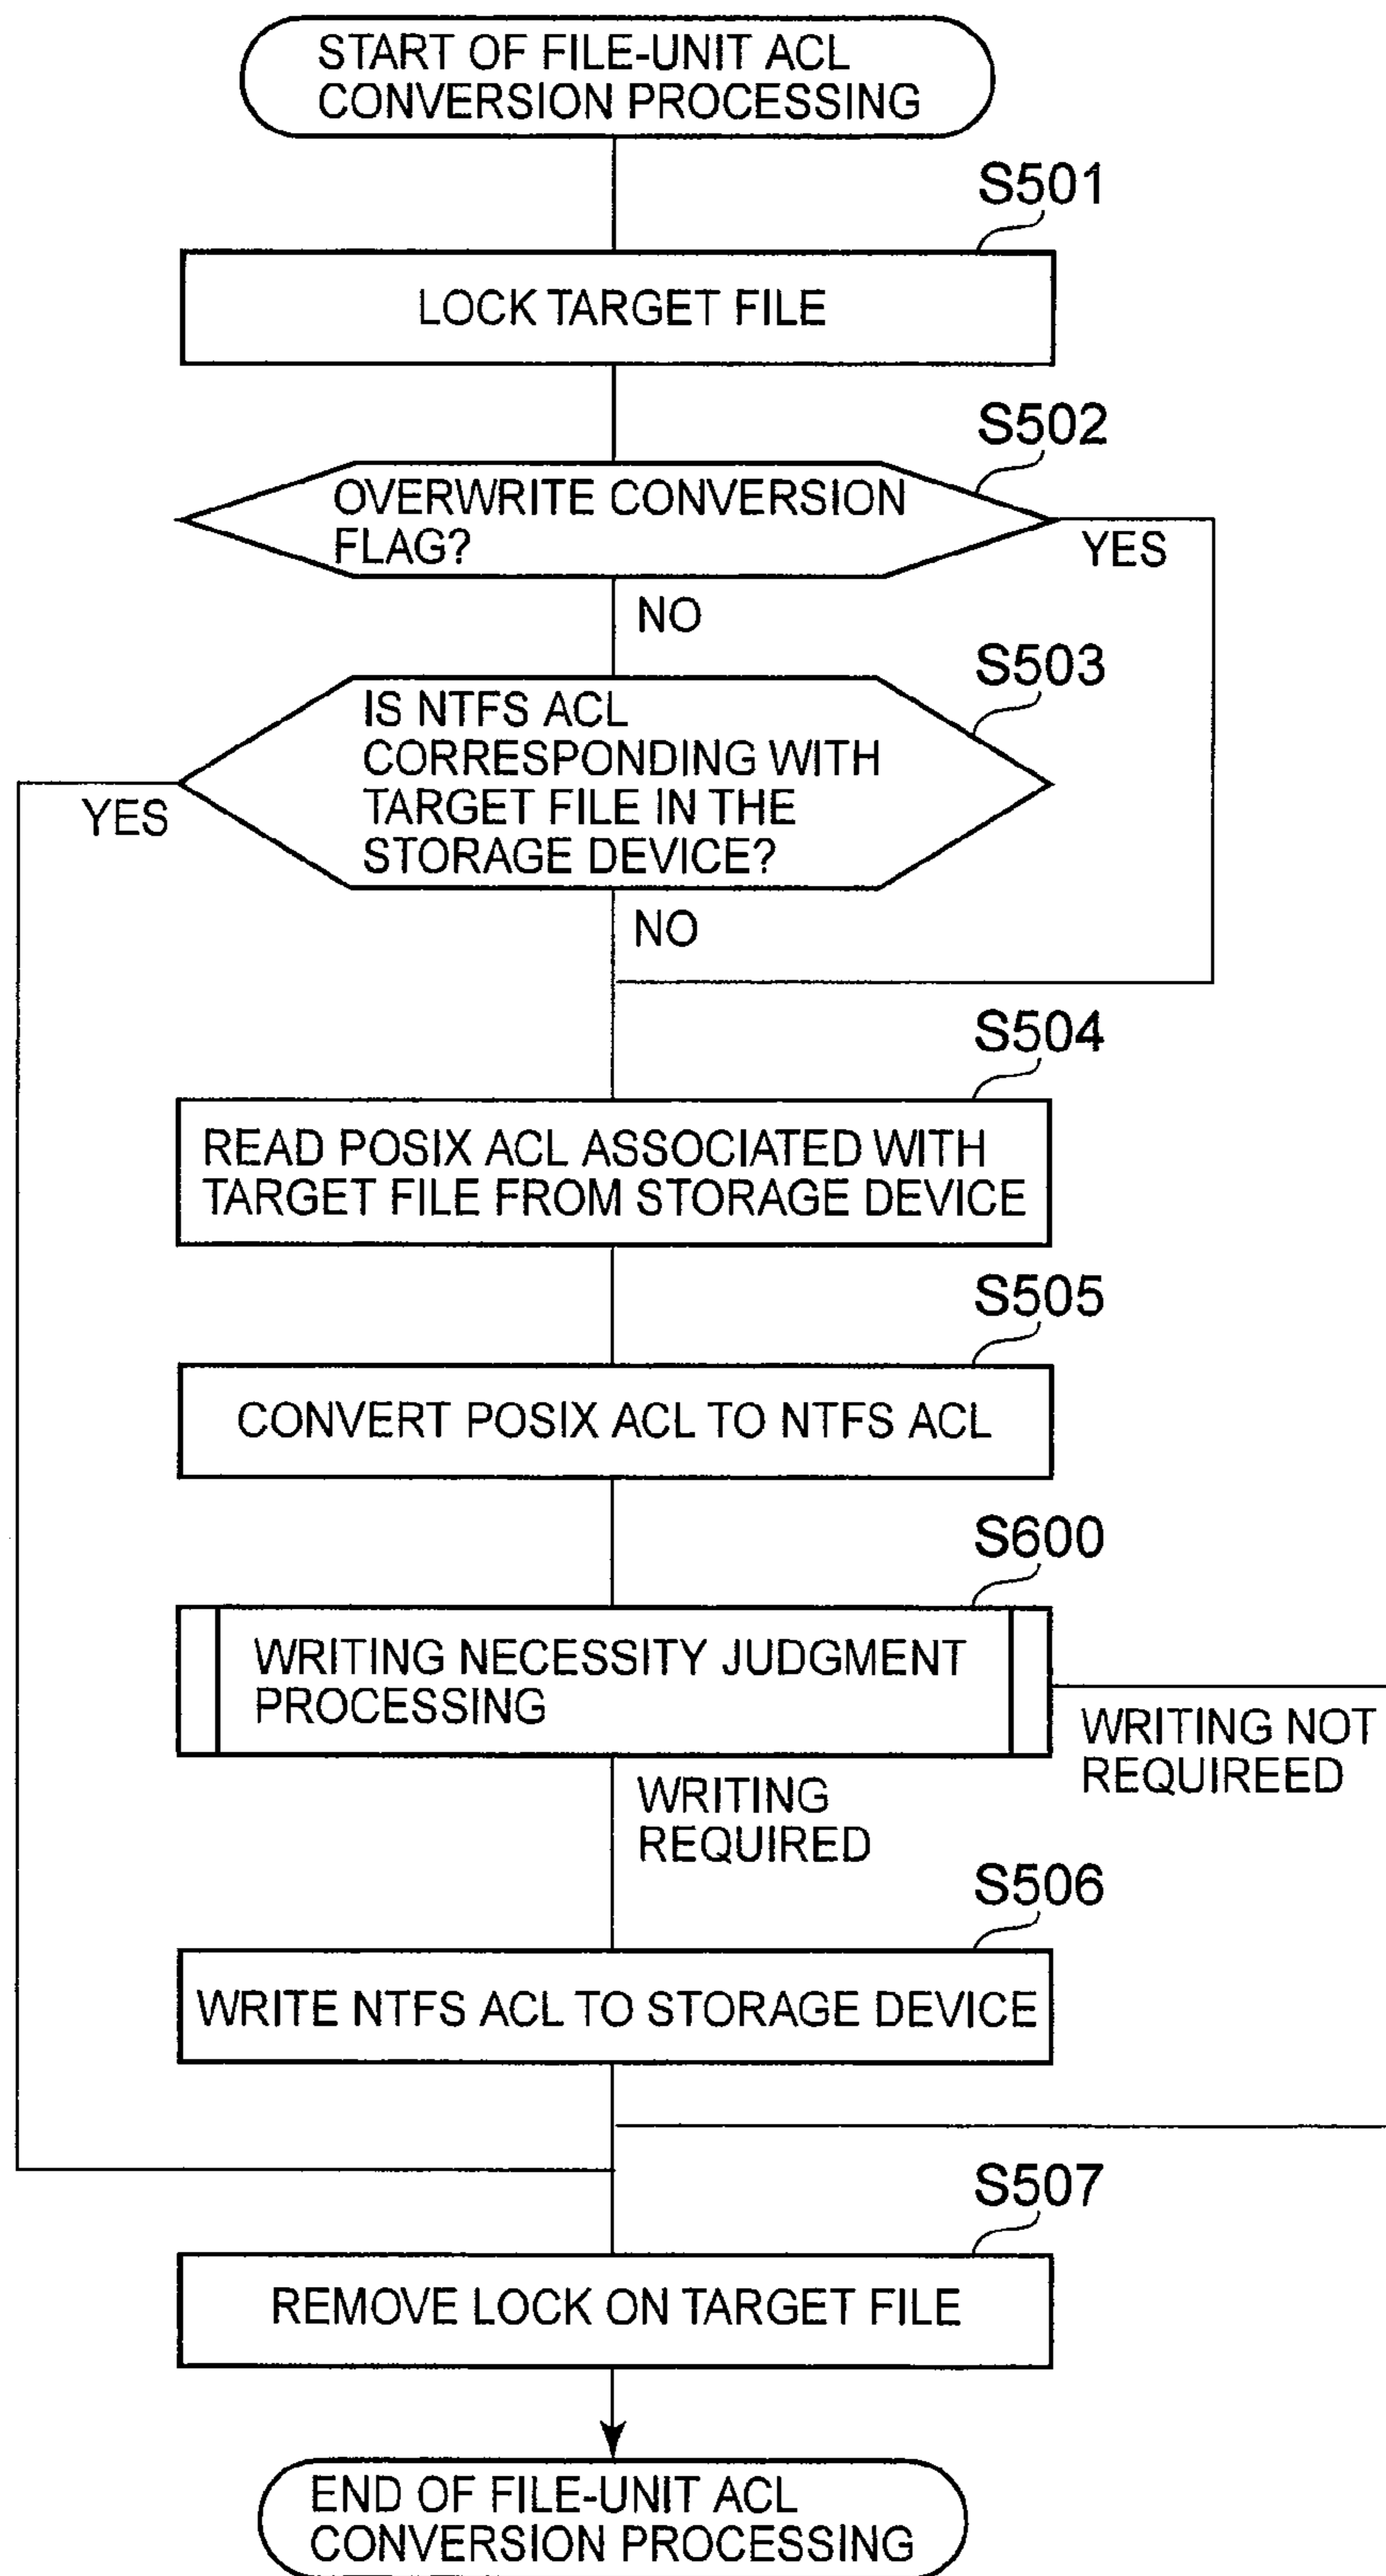 START OF FILE-UNIT ACL
CONVERSION PROCESSING
S501
LOCK TARGET FILE
S502
OVERWRITE CONVERSION
FLAG?
YES
NO
S503
IS NTFS ACL
CORRESPONDING WITH
TARGET FILE IN THE
STORAGE DEVICE?
YES
NO
S504
READ POSIX ACL ASSOCIATED WITH
TARGET FILE FROM STORAGE DEVICE
S505
CONVERT POSIX ACL TO NTFS ACL
S600
WRITING NECESSITY JUDGMENT
PROCESSING
WRITING NOT
REQUIREED
WRITING
REQUIRED
S506
WRITE NTFS ACL TO STORAGE DEVICE
S507
REMOVE LOCK ON TARGET FILE
END OF FILE-UNIT ACL
CONVERSION PROCESSING